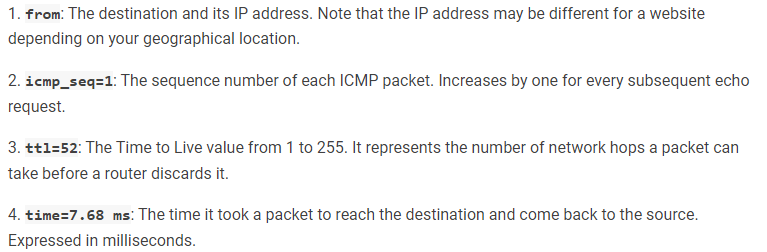 1. from: The destination and its IP address. Note that the IP address may be different for a website
depending on your geographical location.
2. icmp_seq=1: The sequence number of each ICMP packet. Increases by one for every subsequent echo
request.
3. ttl=52: The Time to Live value from 1 to 255. It represents the number of network hops a packet can
take before a router discards it.
4. time=7.68 ms: The time it took a packet to reach the destination and come back to the source.
Expressed in milliseconds.